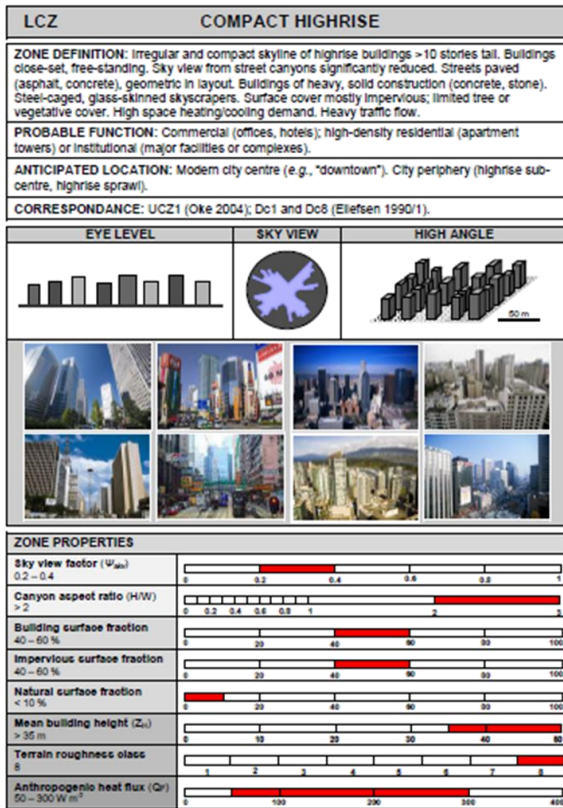 LCZ COMPACT HIGHRISE
ZONE DEFINITION: Irregular and compact skyline of highrise buildings >10 stories tall. Buildings
close-set, free-standing. Sky view from street canyons significantly reduced. Streets paved
(asphalt, concrete), geometric in layout. Buildings of heavy, solid construction (concrete, stone).
Steel-caged, glass-skinned skyscrapers. Surface cover mostly impervious; limited tree or
vegetative cover. High space heating/cooling demand. Heavy traffic flow.
PROBABLE FUNCTION: Commercial (offices, hotels); high-density residential (apartment
towers) or institutional (major facilities or complexes).
ANTICIPATED LOCATION: Modern city centre (e.g., "downtown"). City periphery (highrise sub-
centre, highrise sprawl).
CORRESPONDANCE: UCZ1 (Oke 2004); Dc1 and Dc8 (Ellefsen 1990/1).
EYE LEVEL SKY VIEW HIGH ANGLE
50 m
ZONE PROPERTIES
Sky view factor (Ψsky)
0.2 – 0.4
0 0.2 0.4 0.6 0.8 1
Canyon aspect ratio (H/W)
> 2
0 0.2 0.4 0.6 0.8 1 2 3
Building surface fraction
40 – 60 %
0 20 40 60 80 100
Impervious surface fraction
40 – 60 %
0 20 40 60 80 100
Natural surface fraction
< 10 %
0 20 40 60 80 100
Mean building height (ZH)
> 35 m
0 10 20 30 40 50
Terrain roughness class
8
1 2 3 4 5 6 7 8
Anthropogenic heat flux (QF)
50 – 300 W m⁻²
0 100 200 300 400